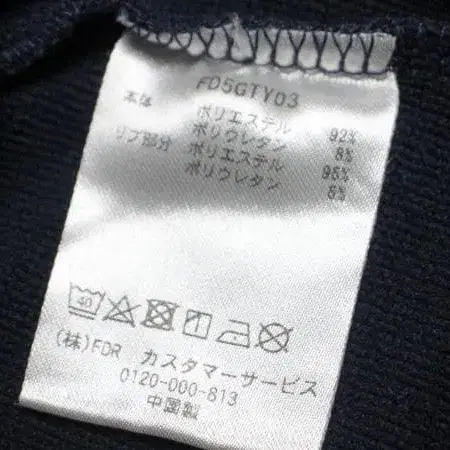 FD5GTY03
本体 ポリエステル 92%
ポリウレタン 8%
リブ部分 ポリエステル 95%
ポリウレタン 5%
40
(株)FDR カスタマーサービス
0120-000-813
中国製